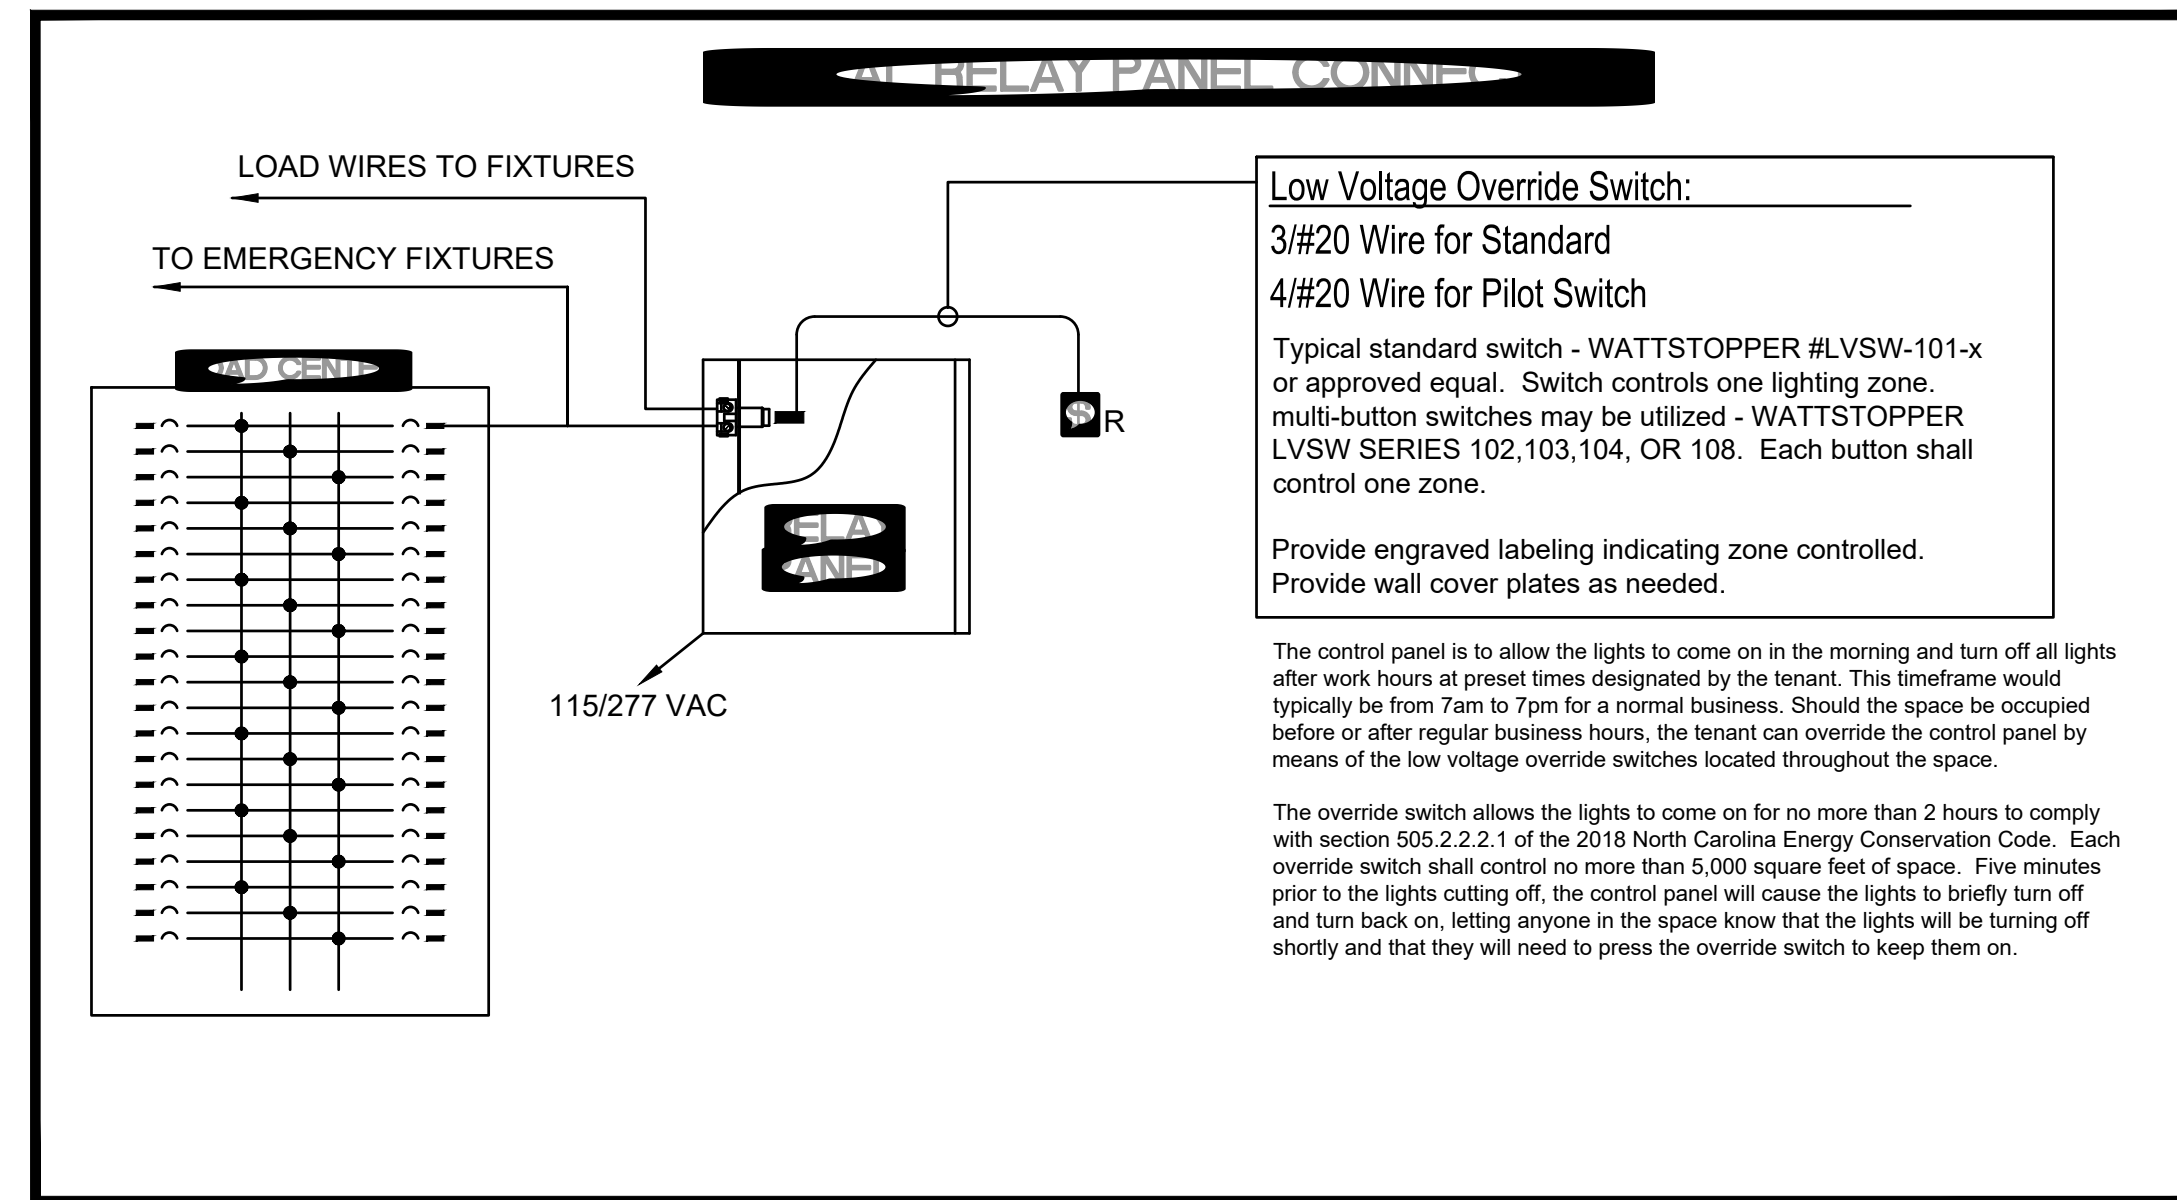 RELAY PANEL
LOAD WIRES TO FIXTURES
TO EMERGENCY FIXTURES
R
115/277 VAC
Low Voltage Override Switch:
3/#20 Wire for Standard
4/#20 Wire for Pilot Switch
Typical standard switch - WATTSTOPPER #LVSW-101-x
or approved equal.  Switch controls one lighting zone.
multi-button switches may be utilized - WATTSTOPPER
LVSW SERIES 102,103,104, OR 108.  Each button shall
control one zone.
Provide engraved labeling indicating zone controlled.
Provide wall cover plates as needed.
The control panel is to allow the lights to come on in the morning and turn off all lights
after work hours at preset times designated by the tenant. This timeframe would
typically be from 7am to 7pm for a normal business. Should the space be occupied
before or after regular business hours, the tenant can override the control panel by
means of the low voltage override switches located throughout the space.
The override switch allows the lights to come on for no more than 2 hours to comply
with section 505.2.2.2.1 of the 2018 North Carolina Energy Conservation Code.  Each
override switch shall control no more than 5,000 square feet of space.  Five minutes
prior to the lights cutting off, the control panel will cause the lights to briefly turn off
and turn back on, letting anyone in the space know that the lights will be turning off
shortly and that they will need to press the override switch to keep them on.